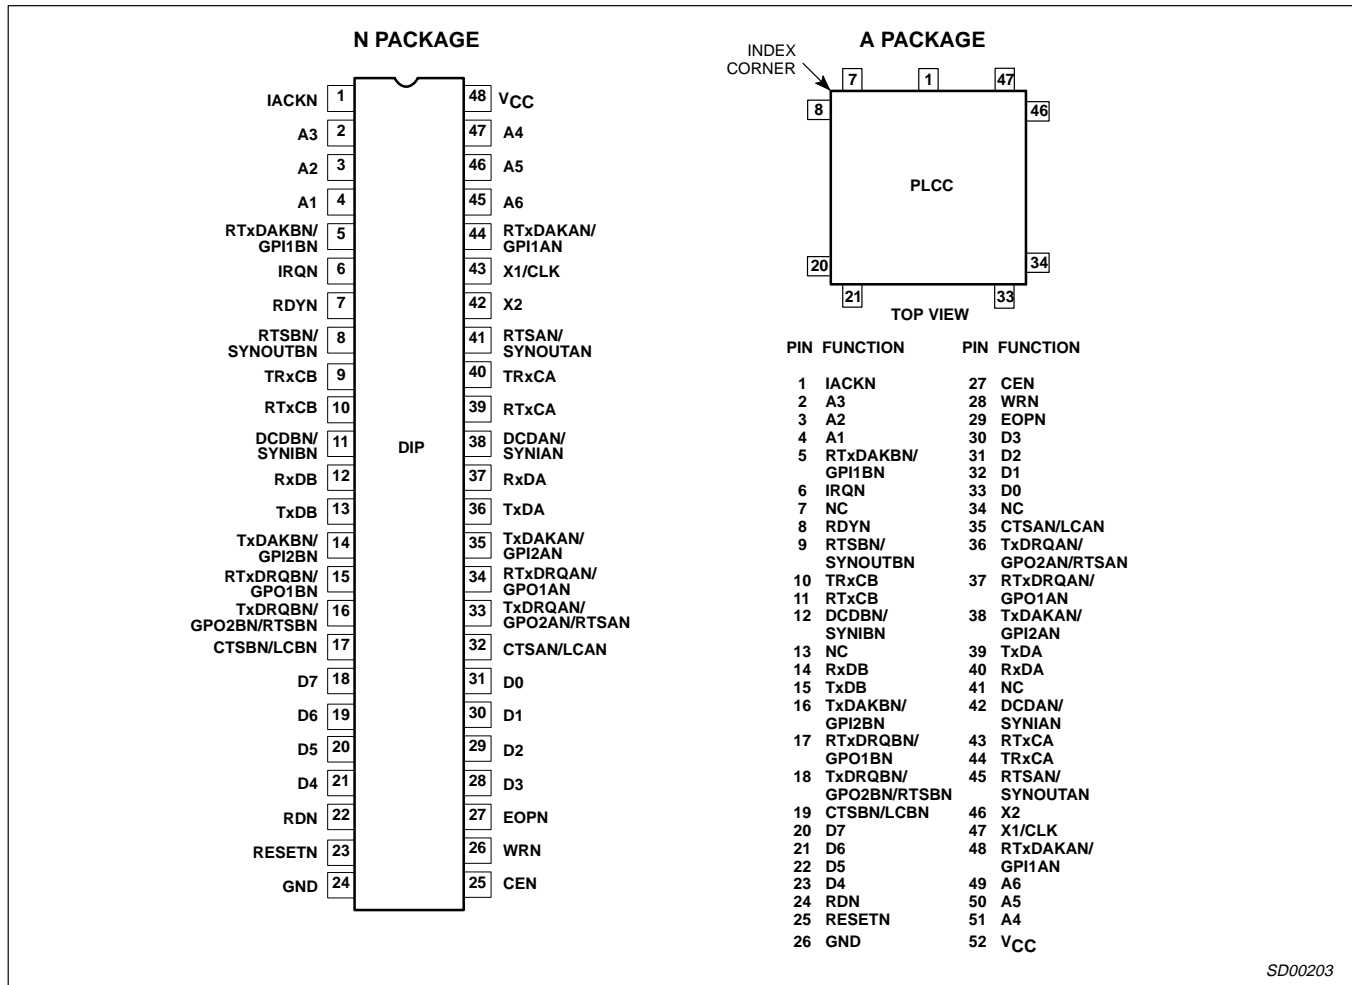 N PACKAGE
IACKN 1 48 VCC
A3 2 47 A4
A2 3 46 A5
A1 4 45 A6
RTxDAKBN/ 5 44 RTxDAKAN/
GPI1BN GPI1AN
IRQN 6 43 X1/CLK
RDYN 7 42 X2
RTSBN/ 8 41 RTSAN/
SYNOUTBN SYNOUTAN
TRxCB 9 40 TRxCA
RTxCB 10 39 RTxCA
DCDBN/ 11 38 DCDAN/
SYNIBN SYNIAN
DIP
RxDB 12 37 RxDA
TxDB 13 36 TxDA
TxDAKBN/ 14 35 TxDAKAN/
GPI2BN GPI2AN
RTxDRQBN/ 15 34 RTxDRQAN/
GPO1BN GPO1AN
TxDRQBN/ 16 33 TxDRQAN/
GPO2BN/RTSBN GPO2AN/RTSAN
CTSBN/LCBN 17 32 CTSAN/LCAN
D7 18 31 D0
D6 19 30 D1
D5 20 29 D2
D4 21 28 D3
RDN 22 27 EOPN
RESETN 23 26 WRN
GND 24 25 CEN
A PACKAGE
INDEX
CORNER
7 1 47
8 46
PLCC
20 34
21 33
TOP VIEW
PIN FUNCTION
1 IACKN
2 A3
3 A2
4 A1
5 RTxDAKBN/
GPI1BN
6 IRQN
7 NC
8 RDYN
9 RTSBN/
SYNOUTBN
10 TRxCB
11 RTxCB
12 DCDBN/
SYNIBN
13 NC
14 RxDB
15 TxDB
16 TxDAKBN/
GPI2BN
17 RTxDRQBN/
GPO1BN
18 TxDRQBN/
GPO2BN/RTSBN
19 CTSBN/LCBN
20 D7
21 D6
22 D5
23 D4
24 RDN
25 RESETN
26 GND
PIN FUNCTION
27 CEN
28 WRN
29 EOPN
30 D3
31 D2
32 D1
33 D0
34 NC
35 CTSAN/LCAN
36 TxDRQAN/
GPO2AN/RTSAN
37 RTxDRQAN/
GPO1AN
38 TxDAKAN/
GPI2AN
39 TxDA
40 RxDA
41 NC
42 DCDAN/
SYNIAN
43 RTxCA
44 TRxCA
45 RTSAN/
SYNOUTAN
46 X2
47 X1/CLK
48 RTxDAKAN/
GPI1AN
49 A6
50 A5
51 A4
52 VCC
SD00203